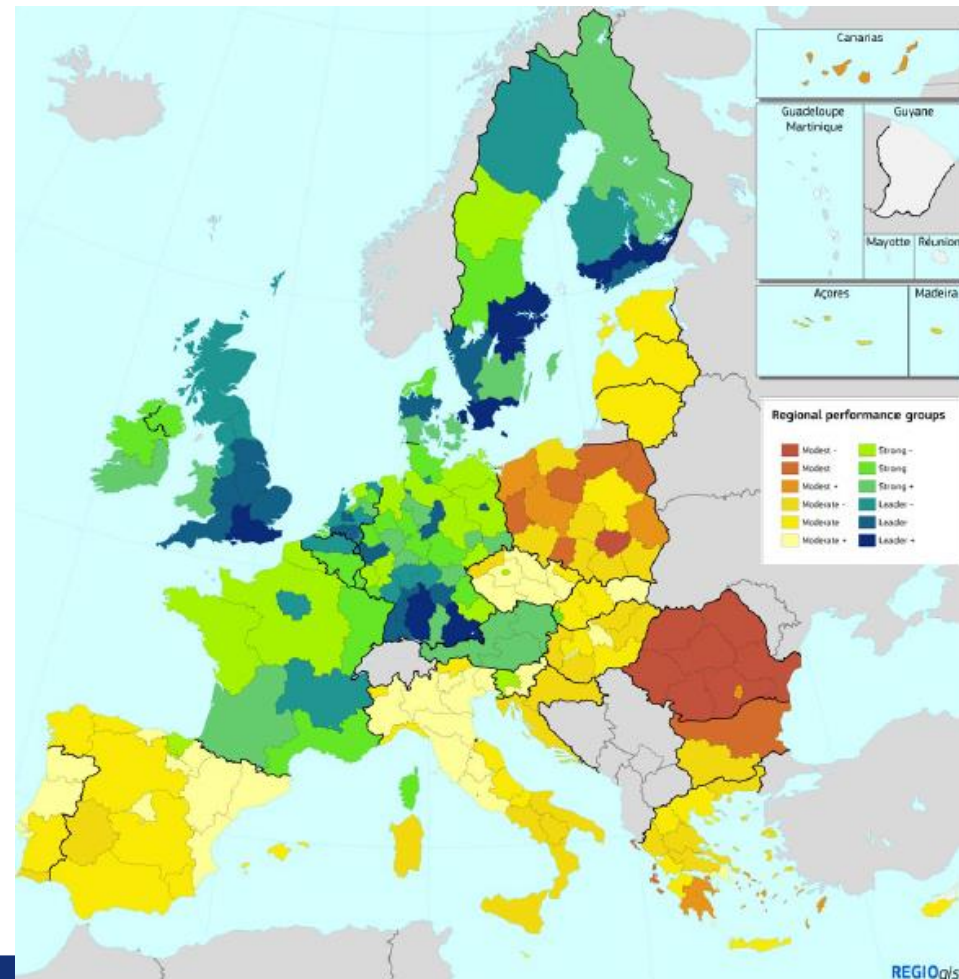 Canarias
Guadeloupe
Martinique
Guyane
Mayotte
Réunion
Açores
Madeira
Regional performance groups
Modest -
Modest
Modest +
Moderate -
Moderate
Moderate +
Strong -
Strong
Strong +
Leader -
Leader
Leader +
REGIOgis